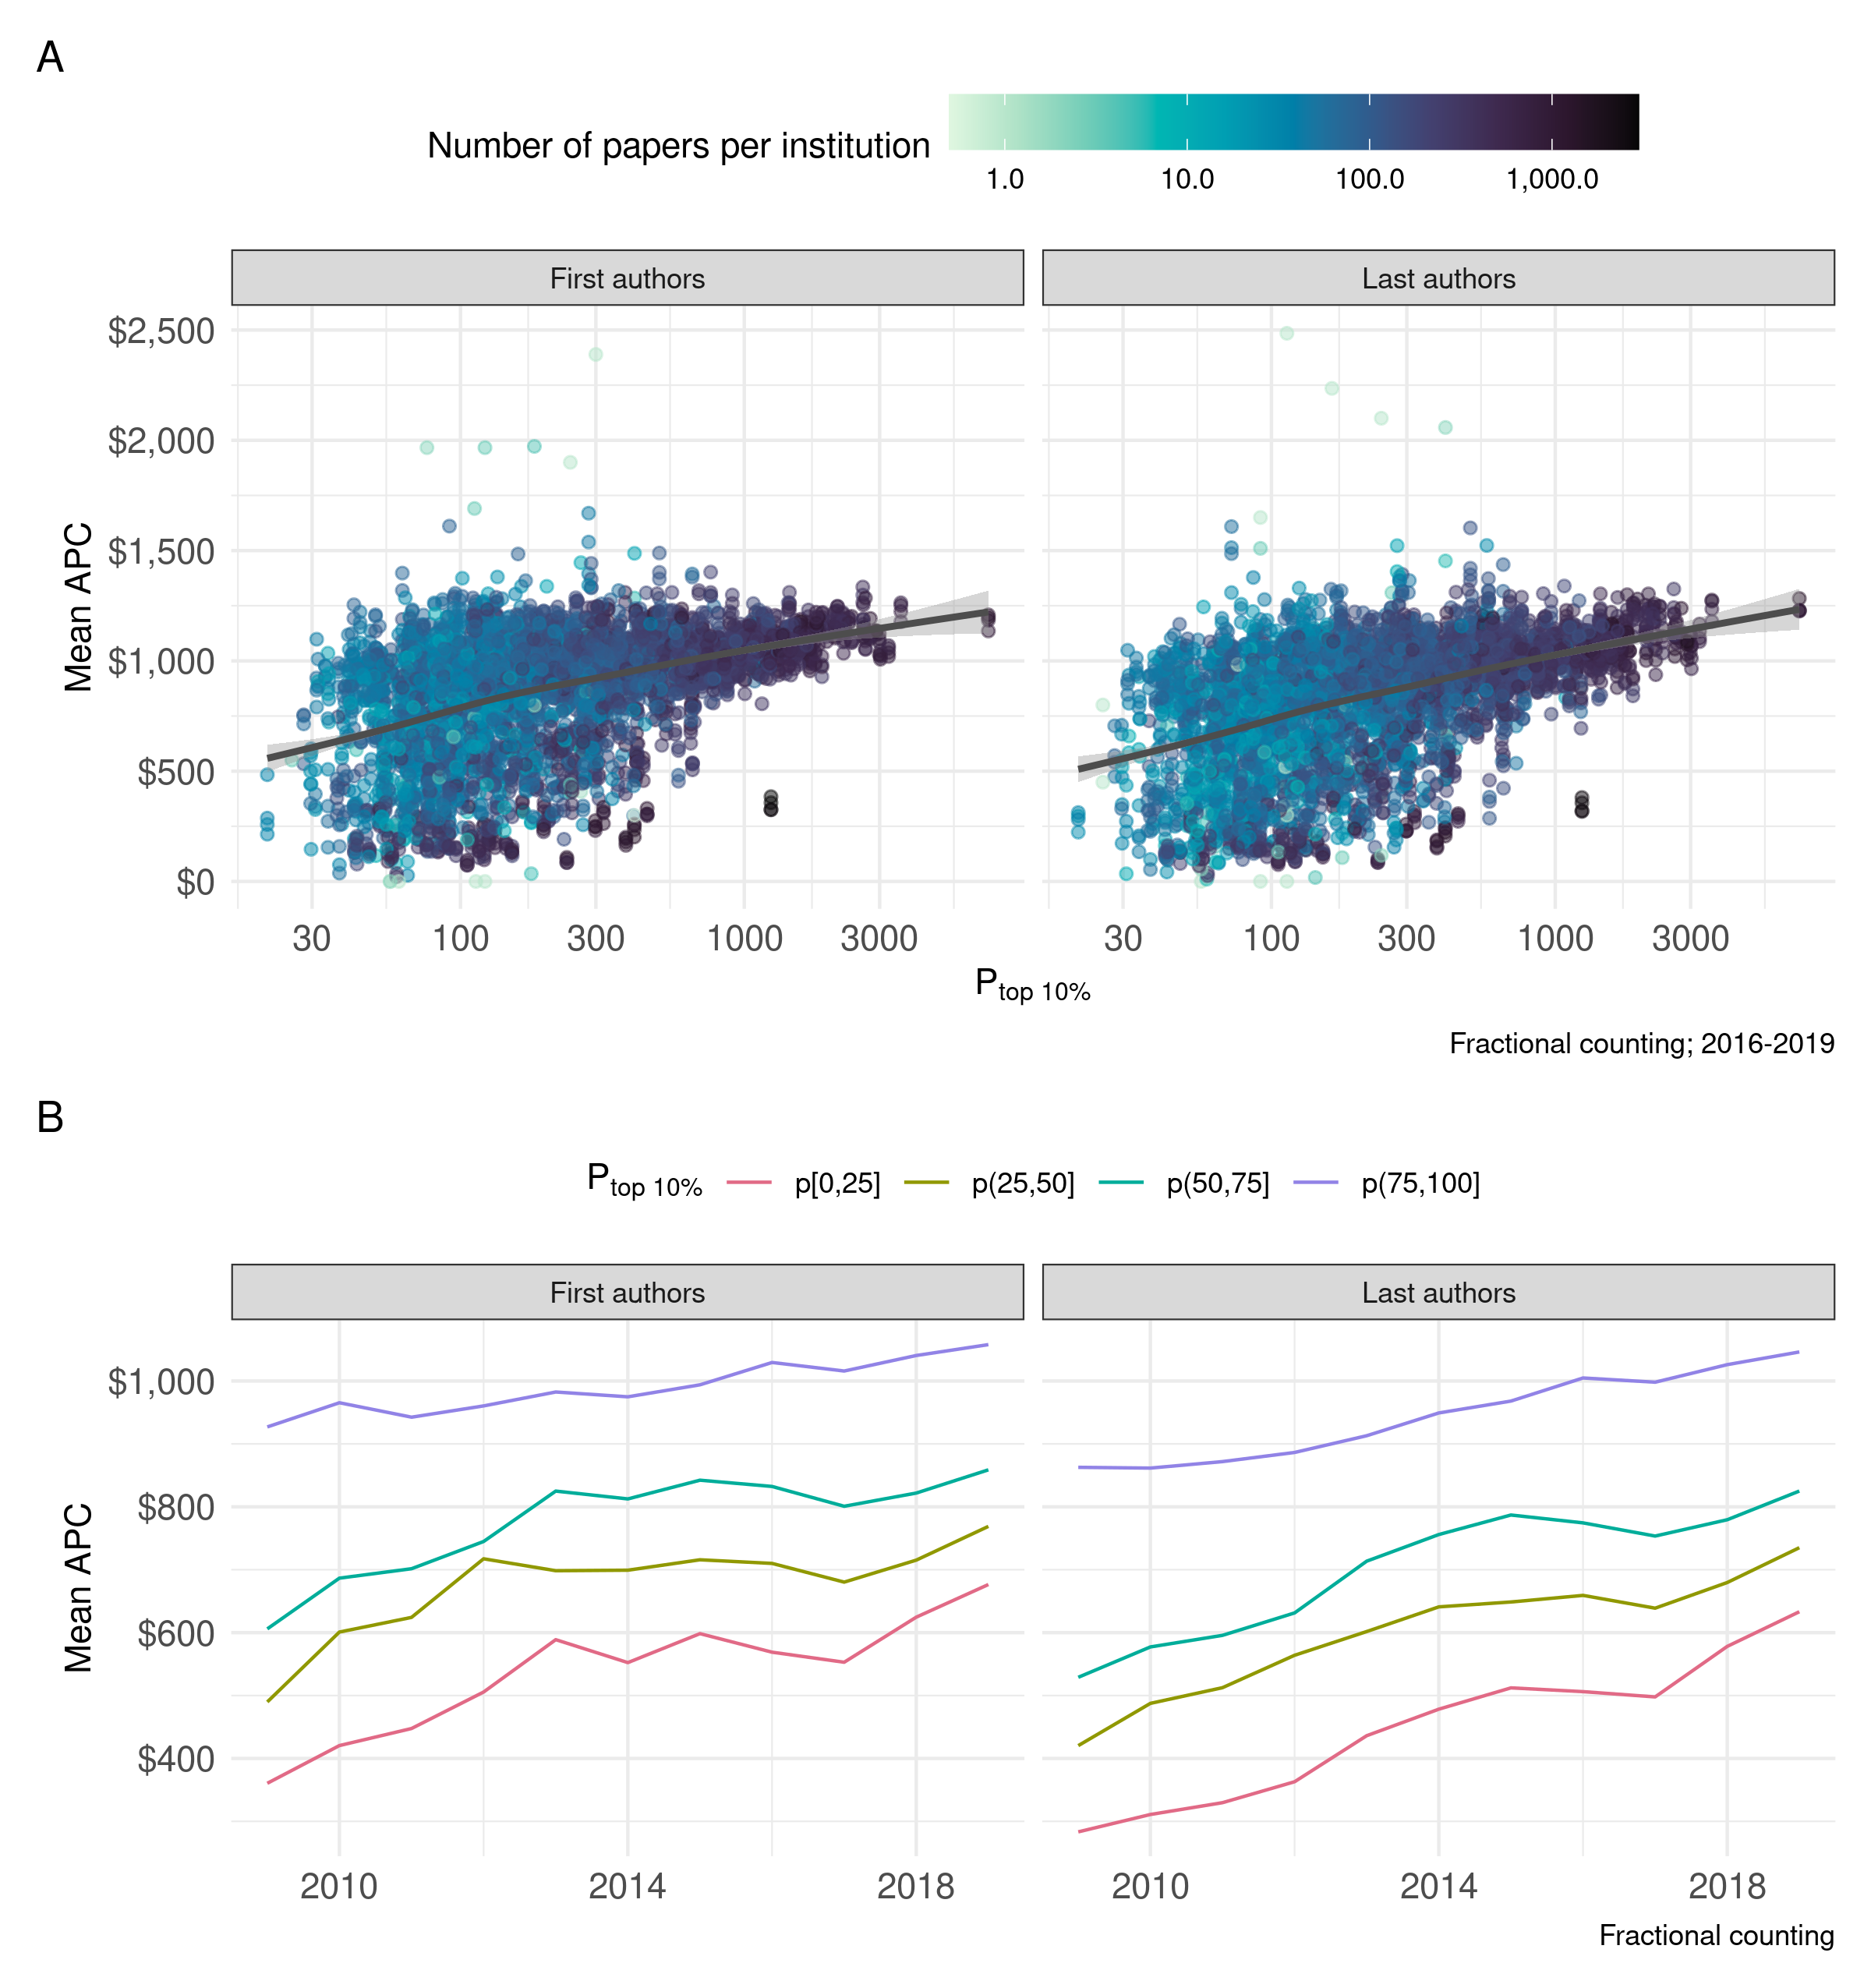 A
Number of papers per institution
1.0 10.0 100.0 1,000.0
First authors Last authors
$2,500
$2,000
$1,500
$1,000
$500
$0
Mean APC
30 100 300 1000 3000 30 100 300 1000 3000
Ptop 10%
Fractional counting; 2016-2019
B
Ptop 10% p[0,25] p(25,50] p(50,75] p(75,100]
First authors Last authors
$1,000
$800
$600
$400
Mean APC
2010 2014 2018 2010 2014 2018
Fractional counting